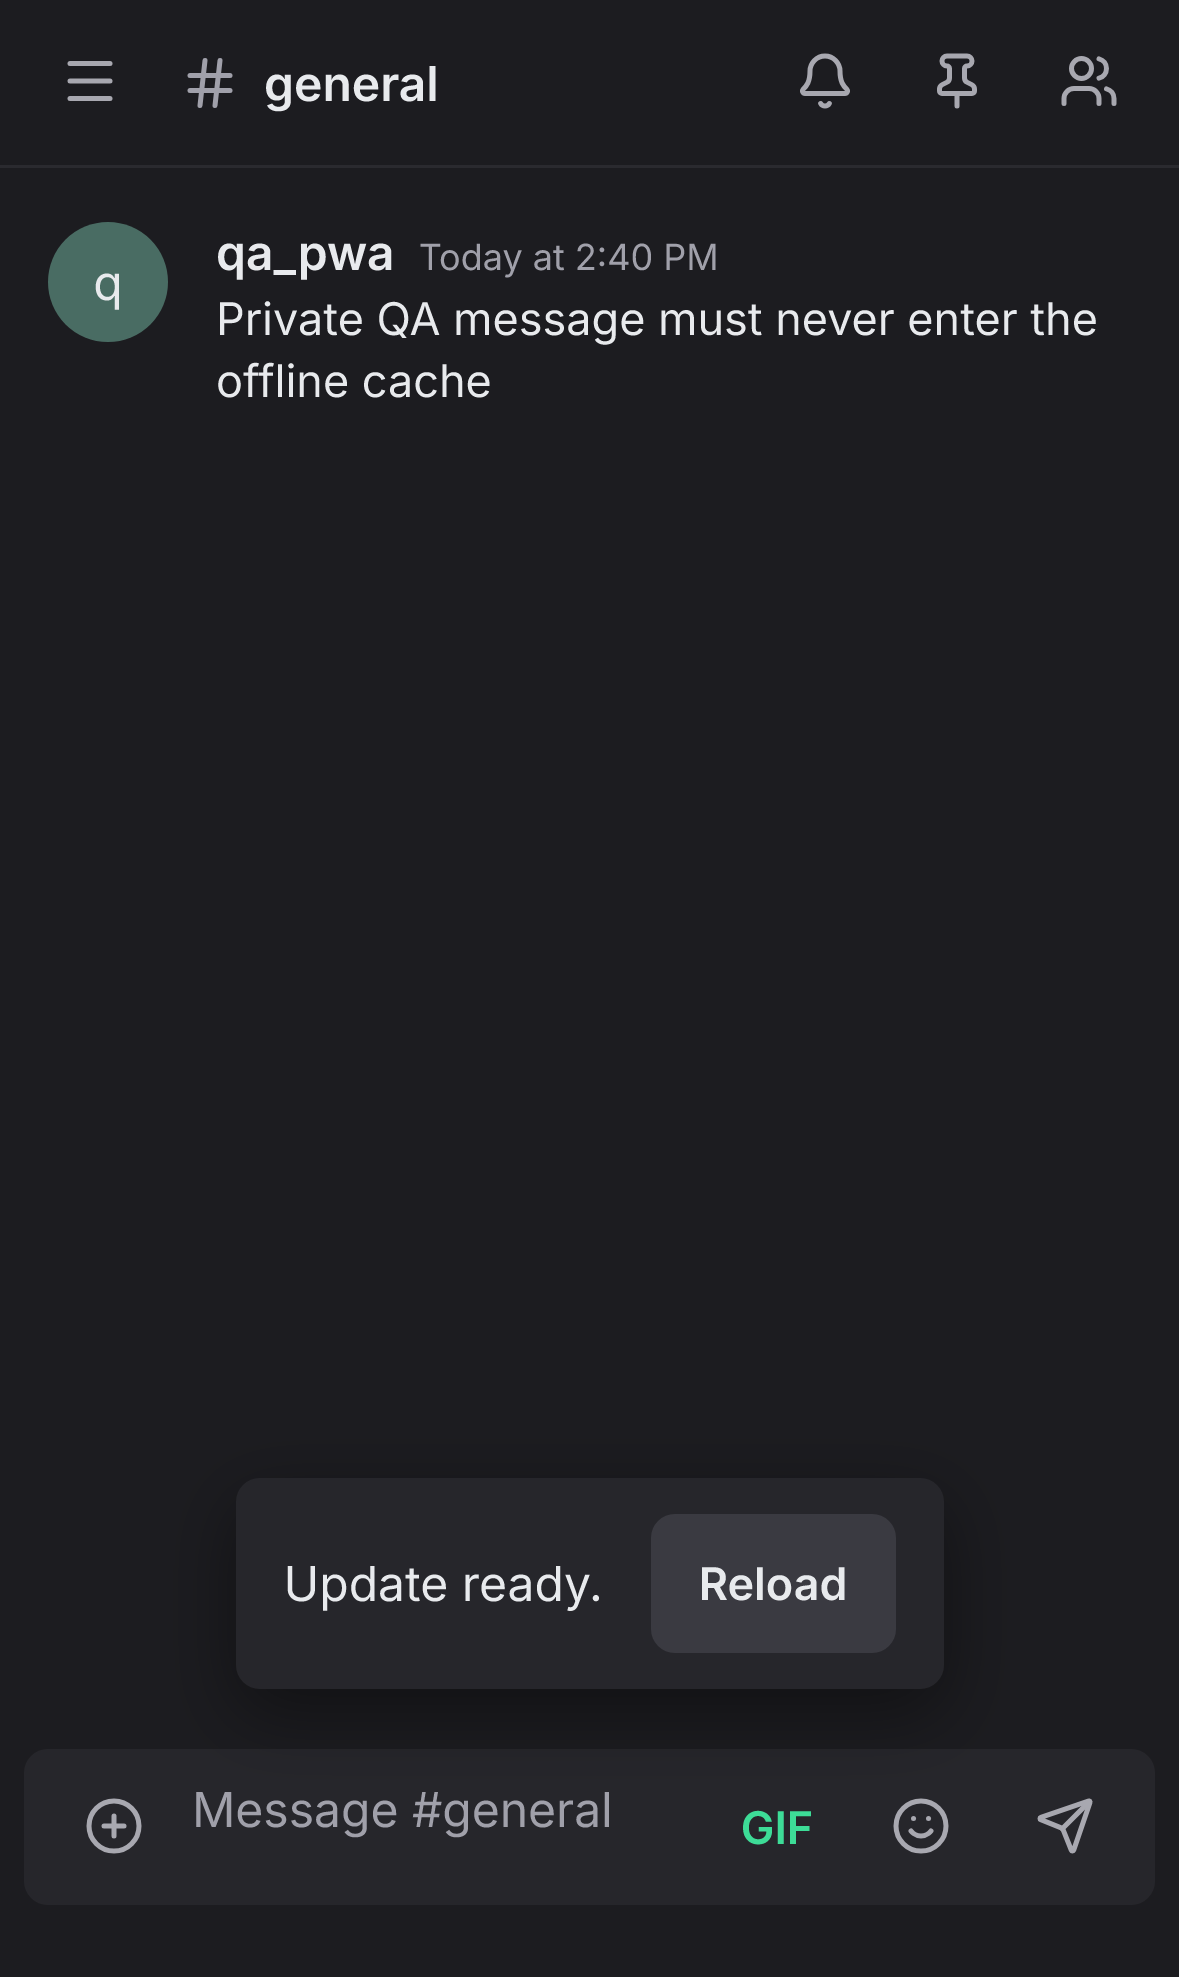 # general
q
qa_pwa Today at 2:40 PM
Private QA message must never enter the
offline cache
Update ready. Reload
Message #general GIF